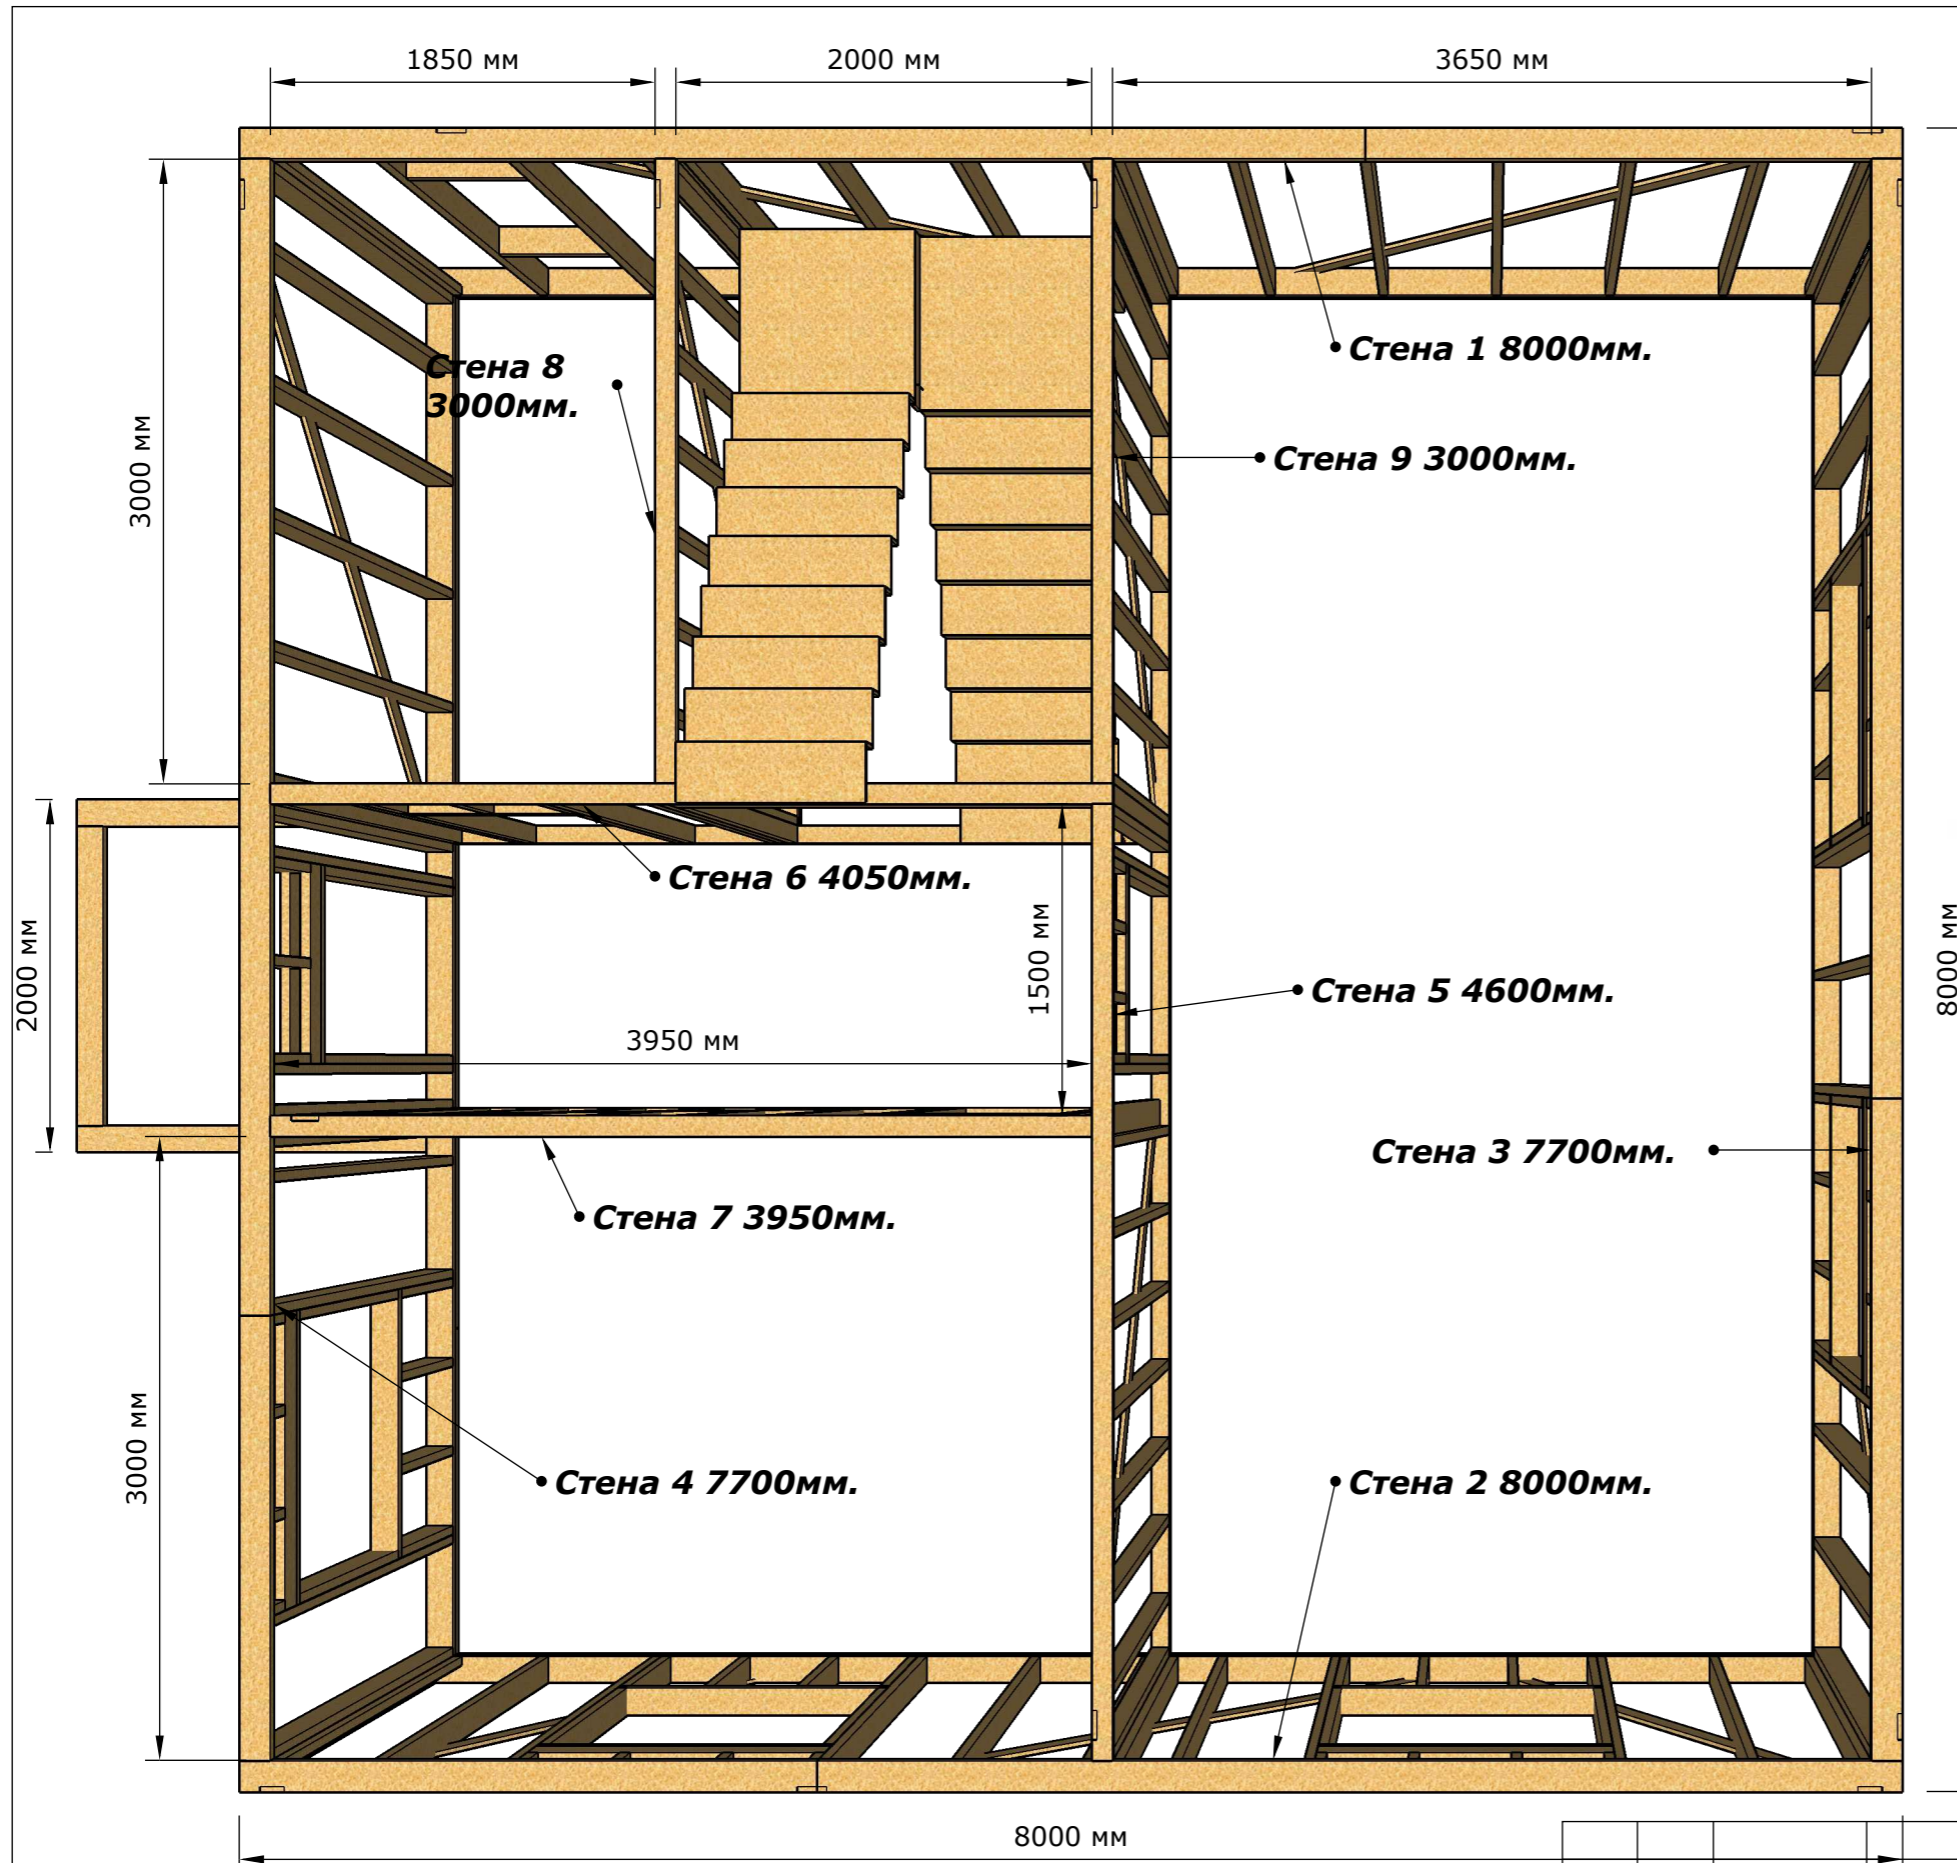 1850 мм
2000 мм
3650 мм
Стена 1 8000мм.
Стена 8
3000мм.
Стена 9 3000мм.
3000 мм
Стена 6 4050мм.
2000 мм
1500 мм
8000 мм
Стена 5 4600мм.
3950 мм
Стена 3 7700мм.
Стена 7 3950мм.
3000 мм
Стена 4 7700мм.
Стена 2 8000мм.
8000 мм